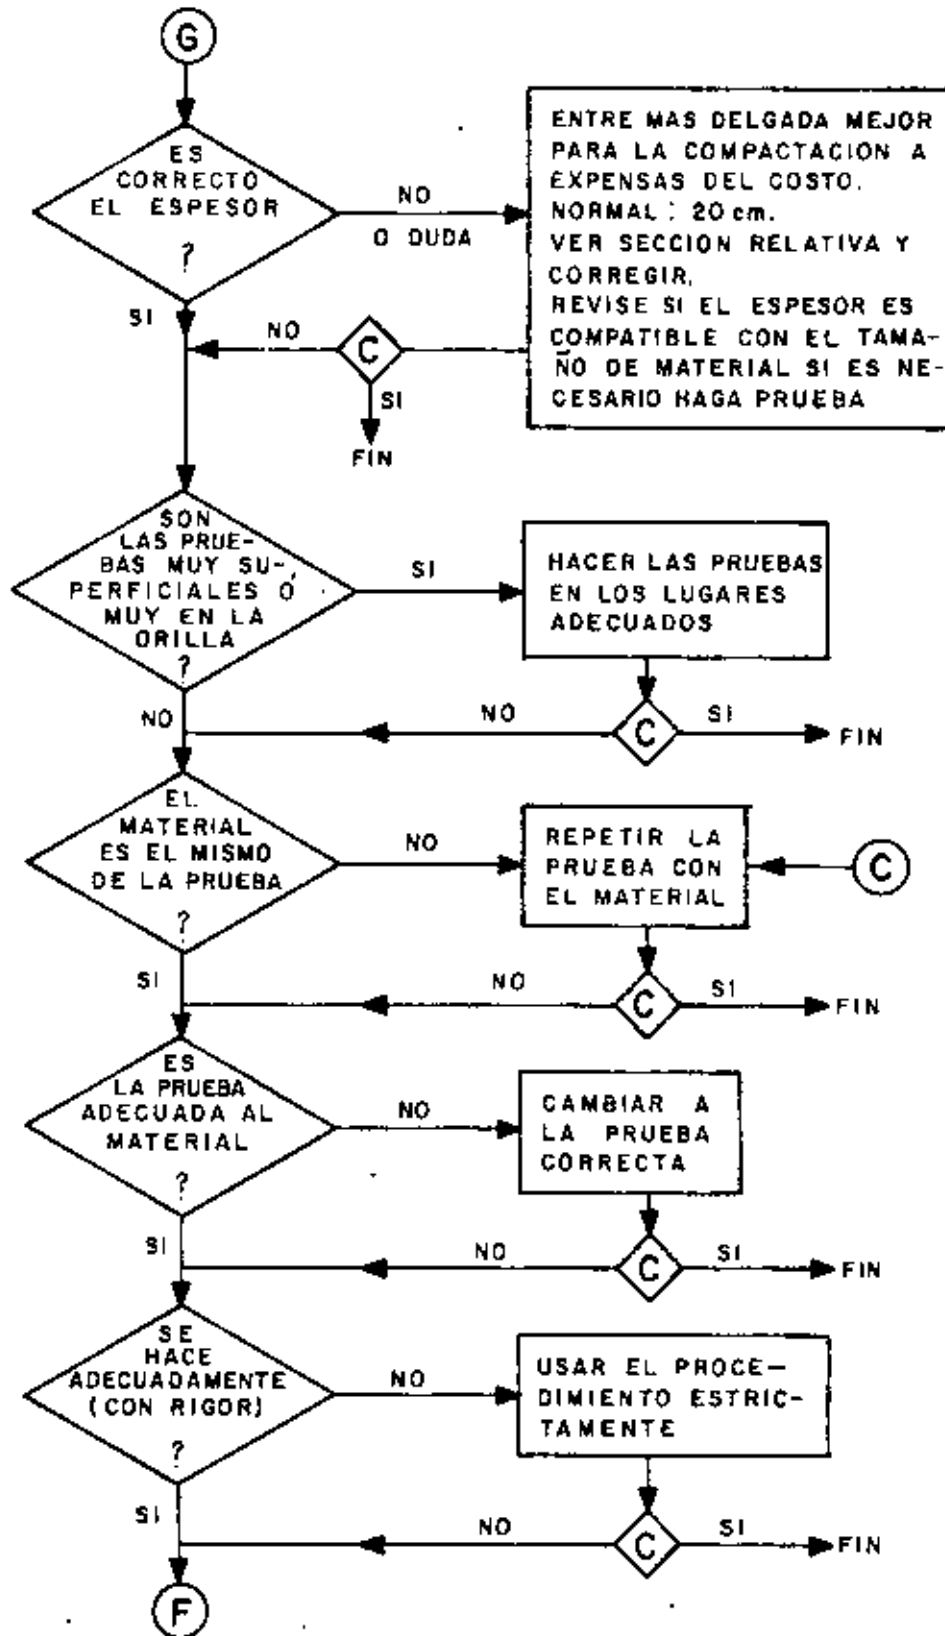 G
ES
CORRECTO
EL ESPESOR
?
NO
O DUDA
ENTRE MAS DELGADA MEJOR
PARA LA COMPACTACION A
EXPENSAS DEL COSTO.
NORMAL: 20 cm.
VER SECCION RELATIVA Y
CORREGIR.
REVISE SI EL ESPESOR ES
COMPATIBLE CON EL TAMA-
ÑO DE MATERIAL SI ES NE-
CESARIO HAGA PRUEBA
SI
NO
C
SI
FIN
SON
LAS PRUE-
BAS MUY SU-
PERFICIALES O
MUY EN LA
ORILLA
?
SI
HACER LAS PRUEBAS
EN LOS LUGARES
ADECUADOS
NO
NO
C
SI
FIN
EL
MATERIAL
ES EL MISMO
DE LA PRUEBA
?
NO
REPETIR LA
PRUEBA CON
EL MATERIAL
C
SI
NO
C
SI
FIN
ES
LA PRUEBA
ADECUADA AL
MATERIAL
?
NO
CAMBIAR A
LA PRUEBA
CORRECTA
SI
NO
C
SI
FIN
SE
HACE
ADECUADAMENTE
(CON RIGOR)
?
NO
USAR EL PROCE-
DIMIENTO ESTRIC-
TAMENTE
SI
NO
C
SI
FIN
F